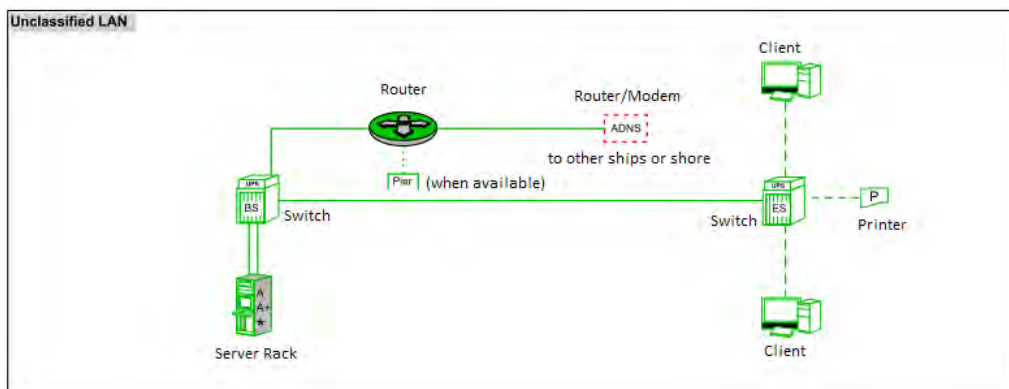 Unclassified LAN
Client
Router
Router/Modem
ADNS
to other ships or shore
Pier (when available)
UPS
BS
Switch
UPS
ES
Switch
P
Printer
A
A+
*
Server Rack
Client